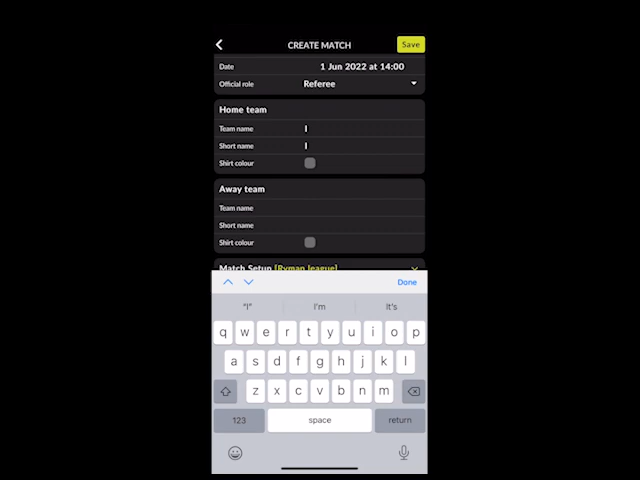 CREATE MATCH
Save
Date 1 Jun 2022 at 14:00
Official role Referee
Home team
Team name I
Short name I
Shirt colour
Away team
Team name
Short name
Shirt colour
Match Setup [Ryman league]
Done
"I" I'm It's
q w e r t y u i o p
a s d f g h j k l
z x c v b n m
123 space return